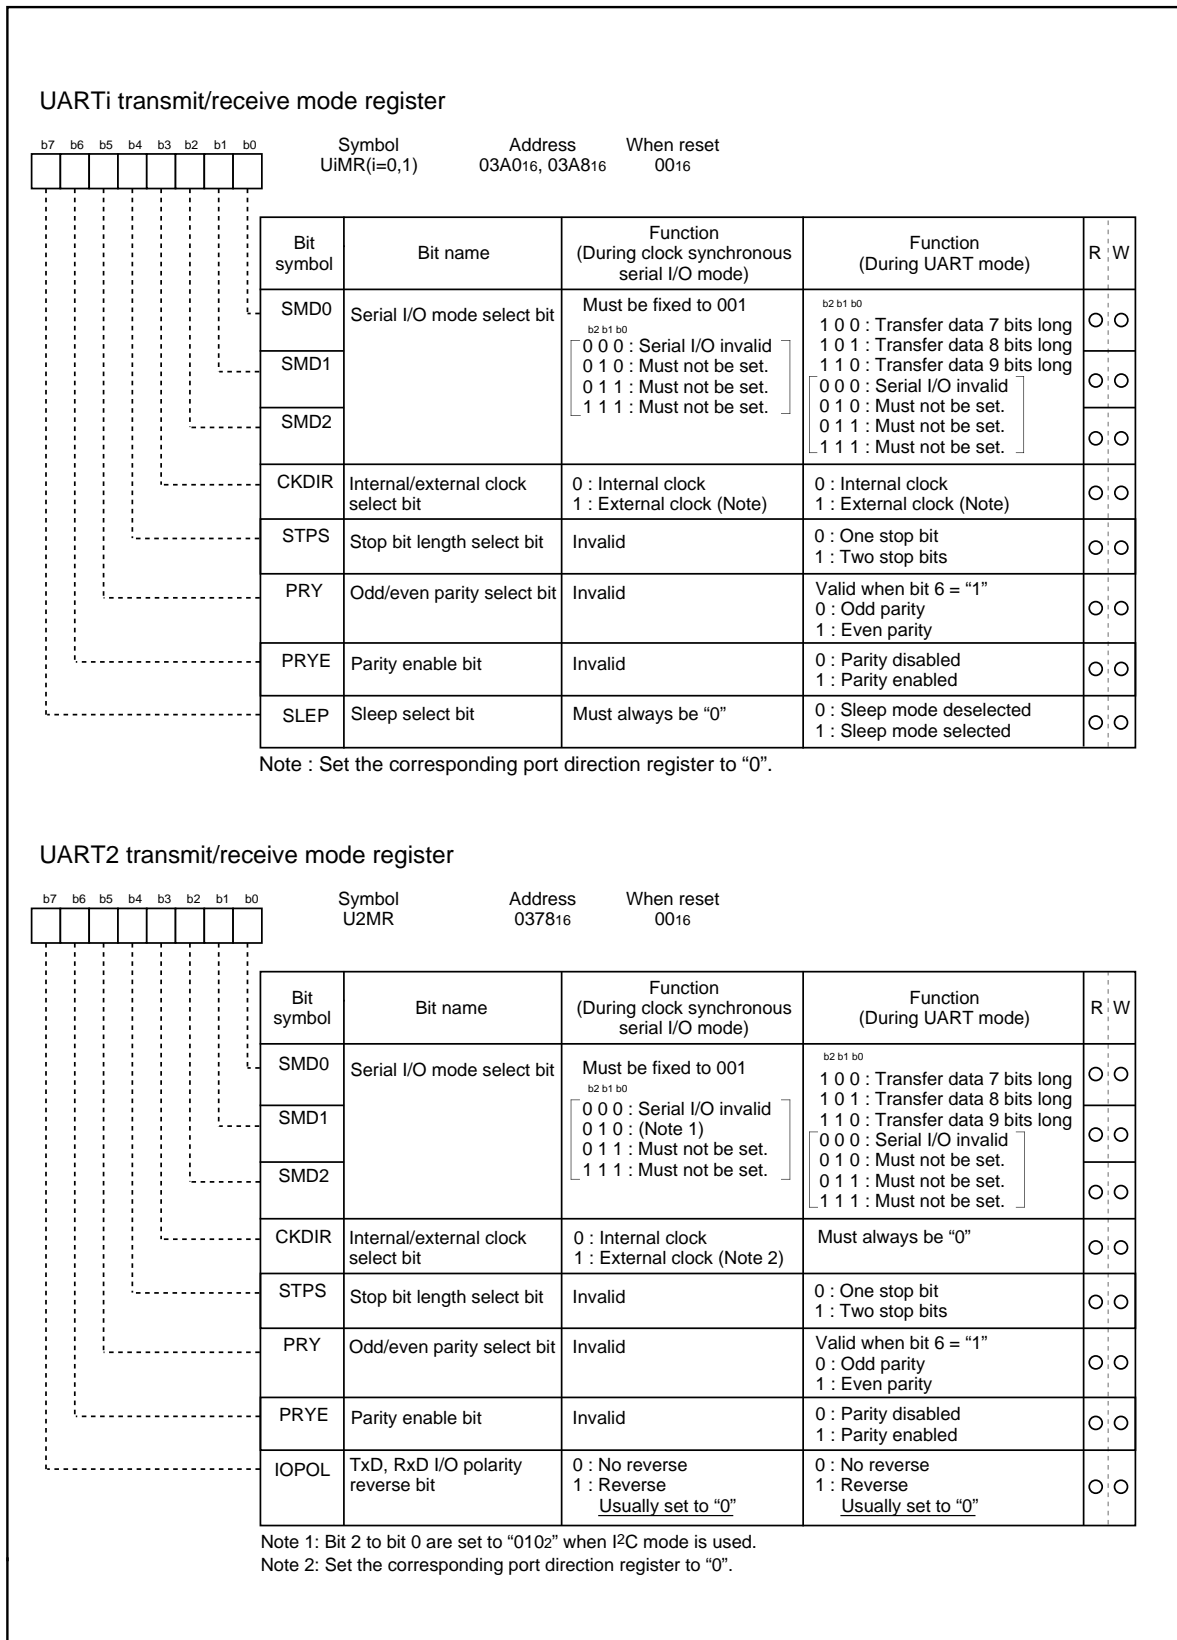 UARTi transmit/receive mode register
b7 b6 b5 b4 b3 b2 b1 b0
Symbol Address When reset
UiMR(i=0,1) 03A016, 03A816 0016
Bit symbol Bit name Function (During clock synchronous serial I/O mode) Function (During UART mode) R W
SMD0 Serial I/O mode select bit
SMD1
SMD2
Must be fixed to 001
b2 b1 b0
0 0 0 : Serial I/O invalid
0 1 0 : Must not be set.
0 1 1 : Must not be set.
1 1 1 : Must not be set.
b2 b1 b0
1 0 0 : Transfer data 7 bits long
1 0 1 : Transfer data 8 bits long
1 1 0 : Transfer data 9 bits long
0 0 0 : Serial I/O invalid
0 1 0 : Must not be set.
0 1 1 : Must not be set.
1 1 1 : Must not be set.
CKDIR Internal/external clock select bit
0 : Internal clock
1 : External clock (Note)
0 : Internal clock
1 : External clock (Note)
STPS Stop bit length select bit Invalid
0 : One stop bit
1 : Two stop bits
PRY Odd/even parity select bit Invalid
Valid when bit 6 = “1”
0 : Odd parity
1 : Even parity
PRYE Parity enable bit Invalid
0 : Parity disabled
1 : Parity enabled
SLEP Sleep select bit Must always be “0”
0 : Sleep mode deselected
1 : Sleep mode selected
Note : Set the corresponding port direction register to “0”.
UART2 transmit/receive mode register
b7 b6 b5 b4 b3 b2 b1 b0
Symbol Address When reset
U2MR 037816 0016
Bit symbol Bit name Function (During clock synchronous serial I/O mode) Function (During UART mode) R W
SMD0 Serial I/O mode select bit
SMD1
SMD2
Must be fixed to 001
b2 b1 b0
0 0 0 : Serial I/O invalid
0 1 0 : (Note 1)
0 1 1 : Must not be set.
1 1 1 : Must not be set.
b2 b1 b0
1 0 0 : Transfer data 7 bits long
1 0 1 : Transfer data 8 bits long
1 1 0 : Transfer data 9 bits long
0 0 0 : Serial I/O invalid
0 1 0 : Must not be set.
0 1 1 : Must not be set.
1 1 1 : Must not be set.
CKDIR Internal/external clock select bit
0 : Internal clock
1 : External clock (Note 2)
Must always be “0”
STPS Stop bit length select bit Invalid
0 : One stop bit
1 : Two stop bits
PRY Odd/even parity select bit Invalid
Valid when bit 6 = “1”
0 : Odd parity
1 : Even parity
PRYE Parity enable bit Invalid
0 : Parity disabled
1 : Parity enabled
IOPOL TxD, RxD I/O polarity reverse bit
0 : No reverse
1 : Reverse
Usually set to “0”
0 : No reverse
1 : Reverse
Usually set to “0”
Note 1: Bit 2 to bit 0 are set to “0102” when I2C mode is used.
Note 2: Set the corresponding port direction register to “0”.